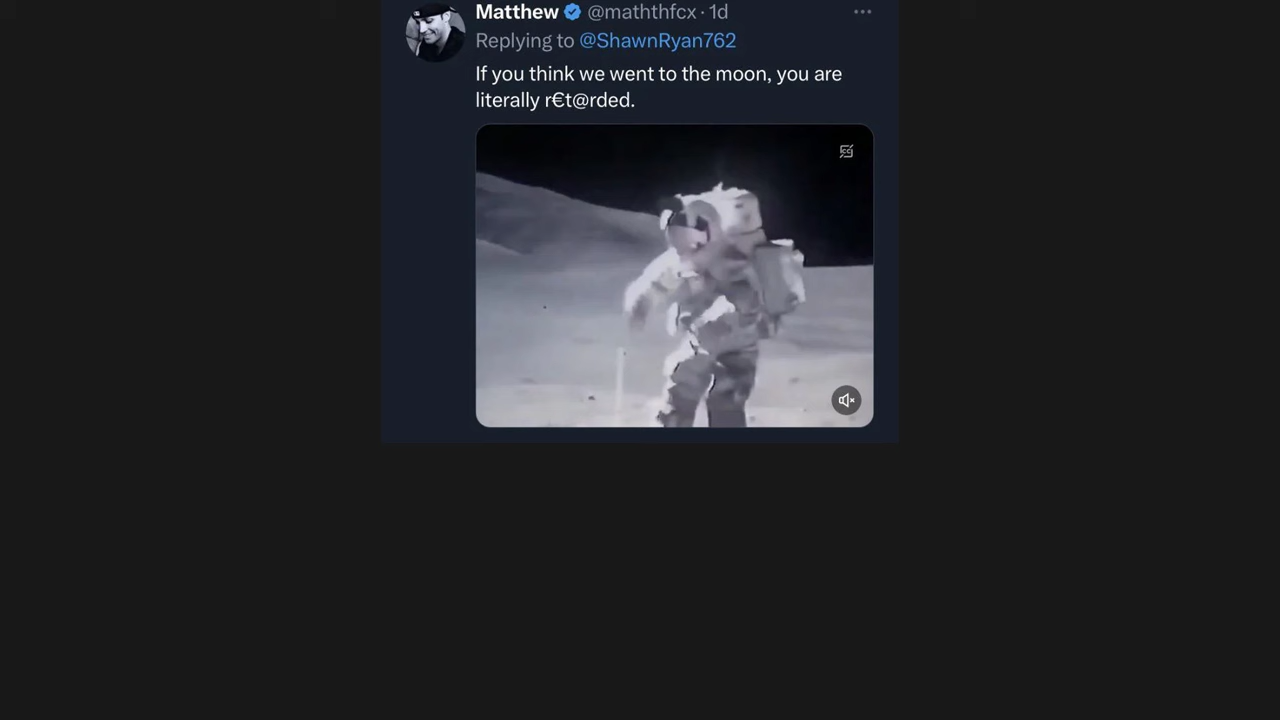 Matthew @maththfcx · 1d
Replying to @ShawnRyan762
If you think we went to the moon, you are
literally r€t@rded.